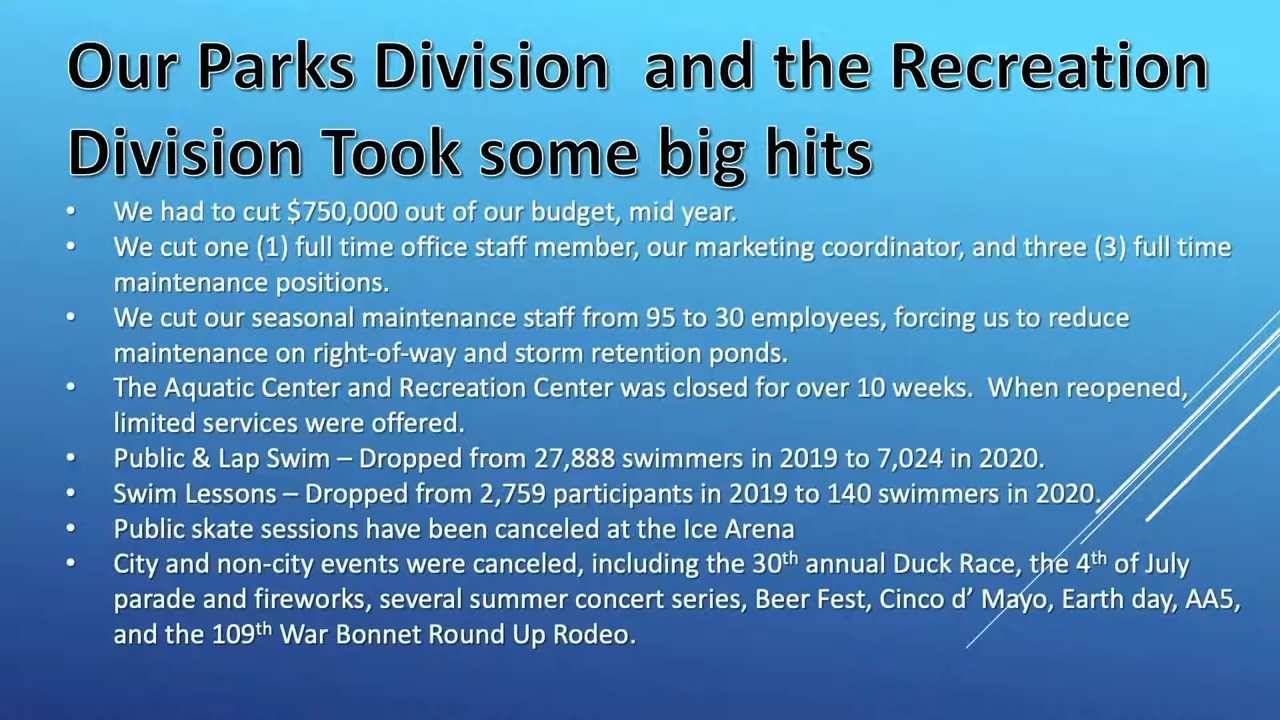 Our Parks Division  and the Recreation
Division Took some big hits
• We had to cut $750,000 out of our budget, mid year.
• We cut one (1) full time office staff member, our marketing coordinator, and three (3) full time
maintenance positions.
• We cut our seasonal maintenance staff from 95 to 30 employees, forcing us to reduce
maintenance on right-of-way and storm retention ponds.
• The Aquatic Center and Recreation Center was closed for over 10 weeks.  When reopened,
limited services were offered.
• Public & Lap Swim – Dropped from 27,888 swimmers in 2019 to 7,024 in 2020.
• Swim Lessons – Dropped from 2,759 participants in 2019 to 140 swimmers in 2020.
• Public skate sessions have been canceled at the Ice Arena
• City and non-city events were canceled, including the 30th annual Duck Race, the 4th of July
parade and fireworks, several summer concert series, Beer Fest, Cinco d’ Mayo, Earth day, AA5,
and the 109th War Bonnet Round Up Rodeo.